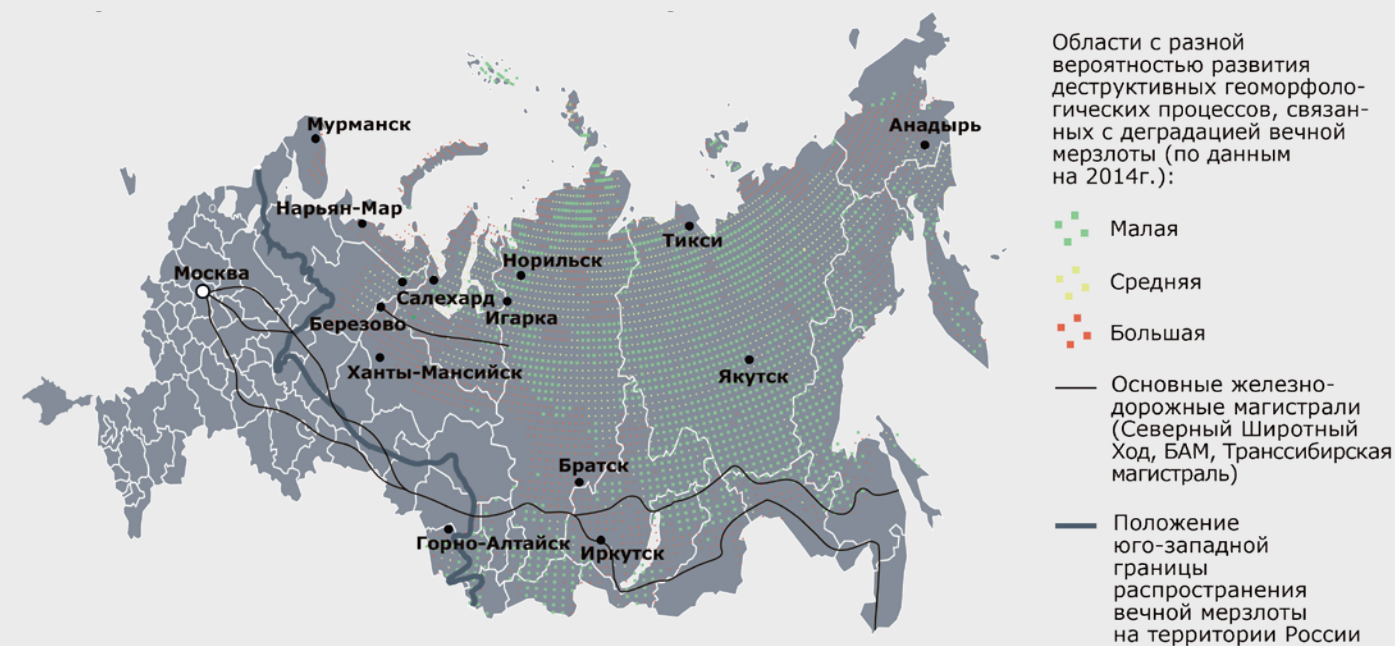 Мурманск
Анадырь
Нарьян-Мар
Тикси
Норильск
Москва
Салехард
Игарка
Березово
Ханты-Мансийск
Якутск
Братск
Горно-Алтайск
Иркутск
Области с разной
вероятностью развития
деструктивных геоморфоло-
гических процессов, связан-
ных с деградацией вечной
мерзлоты (по данным
на 2014г.):
Малая
Средняя
Большая
Основные железно-
дорожные магистрали
(Северный Широтный
Ход, БАМ, Транссибирская
магистраль)
Положение
юго-западной
границы
распространения
вечной мерзлоты
на территории России